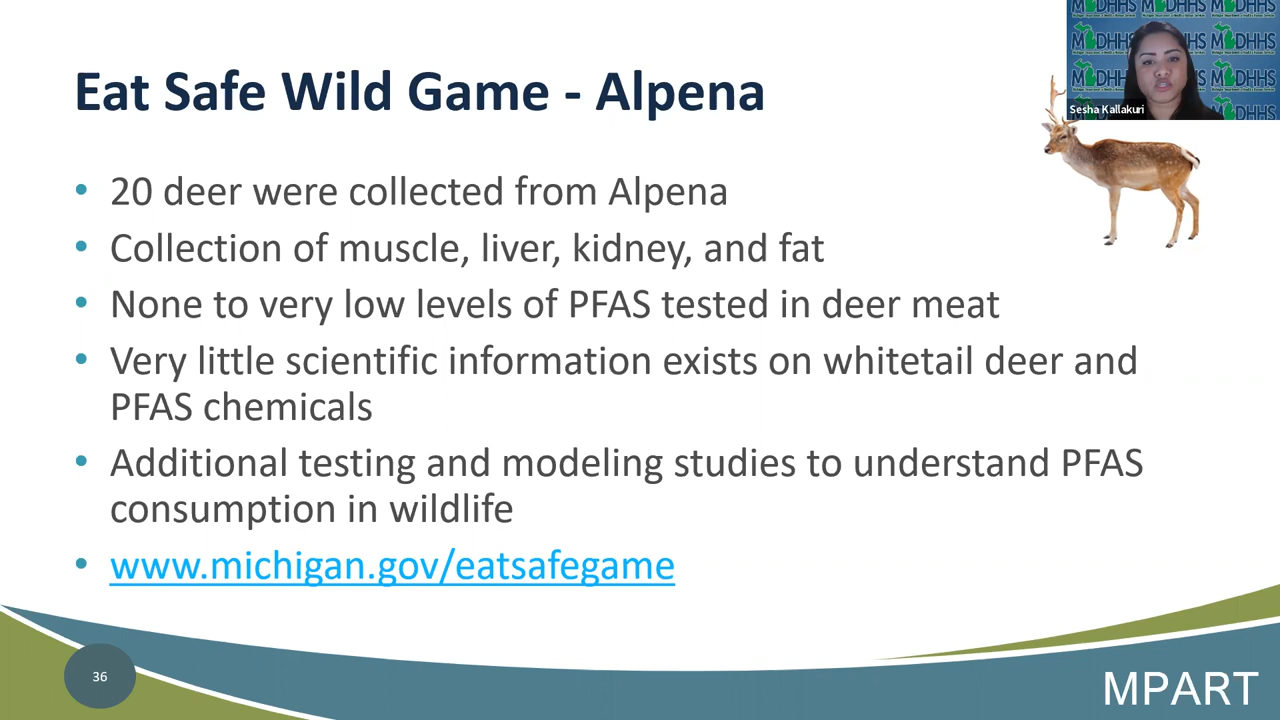 Eat Safe Wild Game - Alpena
MDHHS MDHHS MDHHS
Sesha Kallakuri
• 20 deer were collected from Alpena
• Collection of muscle, liver, kidney, and fat
• None to very low levels of PFAS tested in deer meat
• Very little scientific information exists on whitetail deer and
PFAS chemicals
• Additional testing and modeling studies to understand PFAS
consumption in wildlife
• www.michigan.gov/eatsafegame
36
MPART